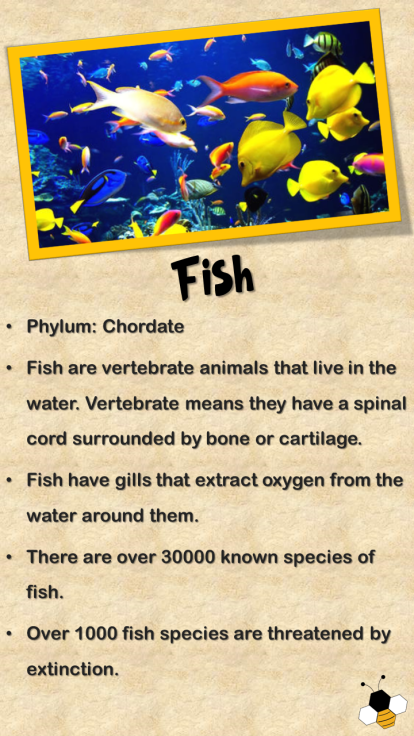 Fish
• Phylum: Chordate
• Fish are vertebrate animals that live in the
water. Vertebrate means they have a spinal
cord surrounded by bone or cartilage.
• Fish have gills that extract oxygen from the
water around them.
• There are over 30000 known species of
fish.
• Over 1000 fish species are threatened by
extinction.